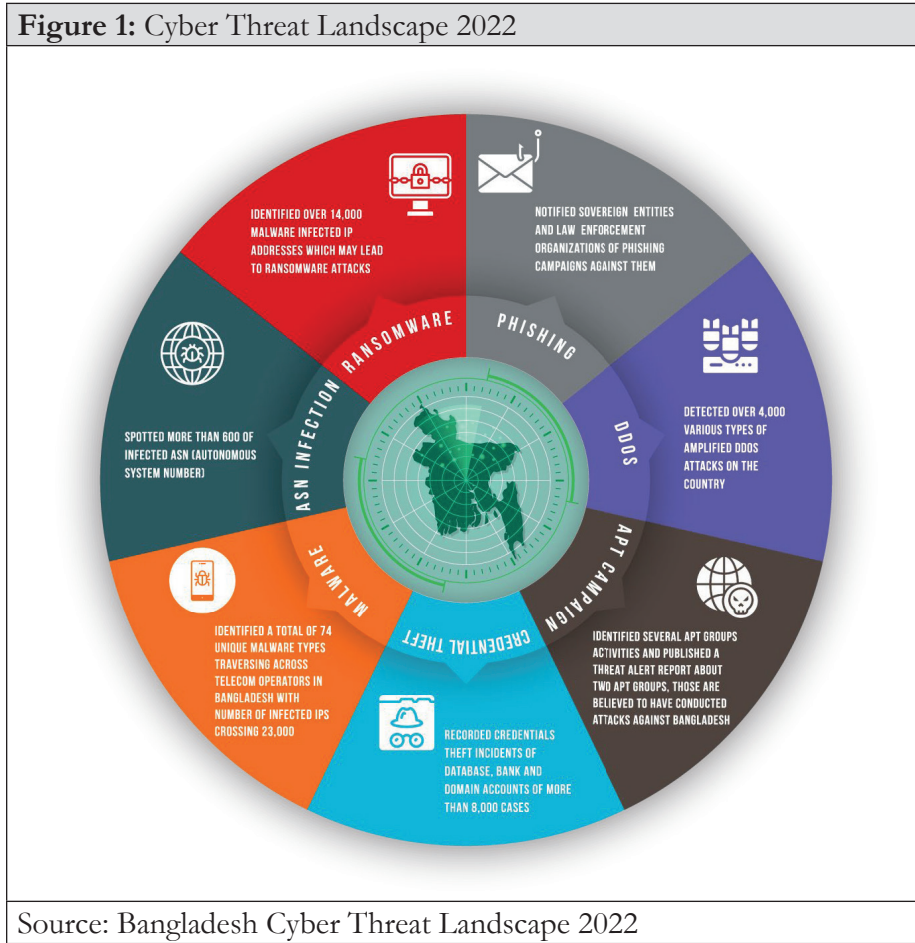 Figure 1: Cyber Threat Landscape 2022
IDENTIFIED OVER 14,000
MALWARE INFECTED IP
ADDRESSES WHICH MAY LEAD
TO RANSOMWARE ATTACKS
RANSOMWARE
NOTIFIED SOVEREIGN ENTITIES
AND LAW ENFORCEMENT
ORGANIZATIONS OF PHISHING
CAMPAIGNS AGAINST THEM
PHISHING
DETECTED OVER 4,000
VARIOUS TYPES OF
AMPLIFIED DDOS
ATTACKS ON THE
COUNTRY
DDOS
IDENTIFIED SEVERAL APT GROUPS
ACTIVITIES AND PUBLISHED A
THREAT ALERT REPORT ABOUT
TWO APT GROUPS, THOSE ARE
BELIEVED TO HAVE CONDUCTED
ATTACKS AGAINST BANGLADESH
APT CAMPAIGN
RECORDED CREDENTIALS
THEFT INCIDENTS OF
DATABASE, BANK AND
DOMAIN ACCOUNTS OF MORE
THAN 8,000 CASES
CREDENTIAL THEFT
IDENTIFIED A TOTAL OF 74
UNIQUE MALWARE TYPES
TRAVERSING ACROSS
TELECOM OPERATORS IN
BANGLADESH WITH
NUMBER OF INFECTED IPS
CROSSING 23,000
MALWARE
SPOTTED MORE THAN 600 OF
INFECTED ASN (AUTONOMOUS
SYSTEM NUMBER)
ASN INFECTION
Source: Bangladesh Cyber Threat Landscape 2022